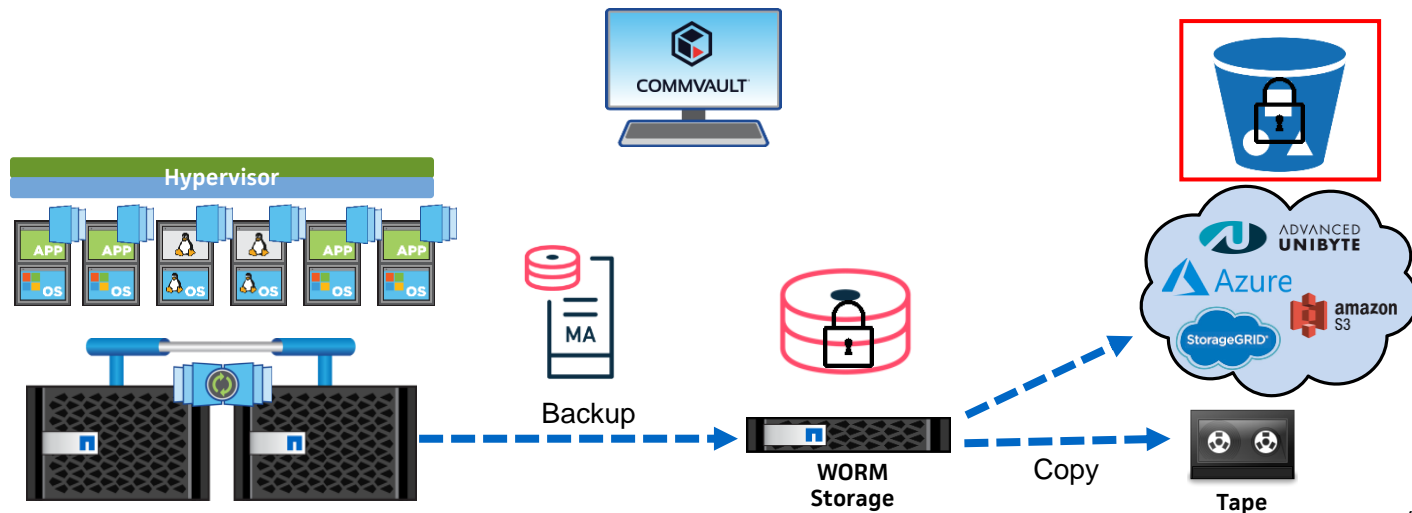 COMMVAULT
Hypervisor
APP
APP
APP
APP
OS
OS
OS
OS
OS
OS
MA
Backup
WORM
Storage
Copy
ADVANCED
UNIBYTE
Azure
amazon
S3
StorageGRID
Tape